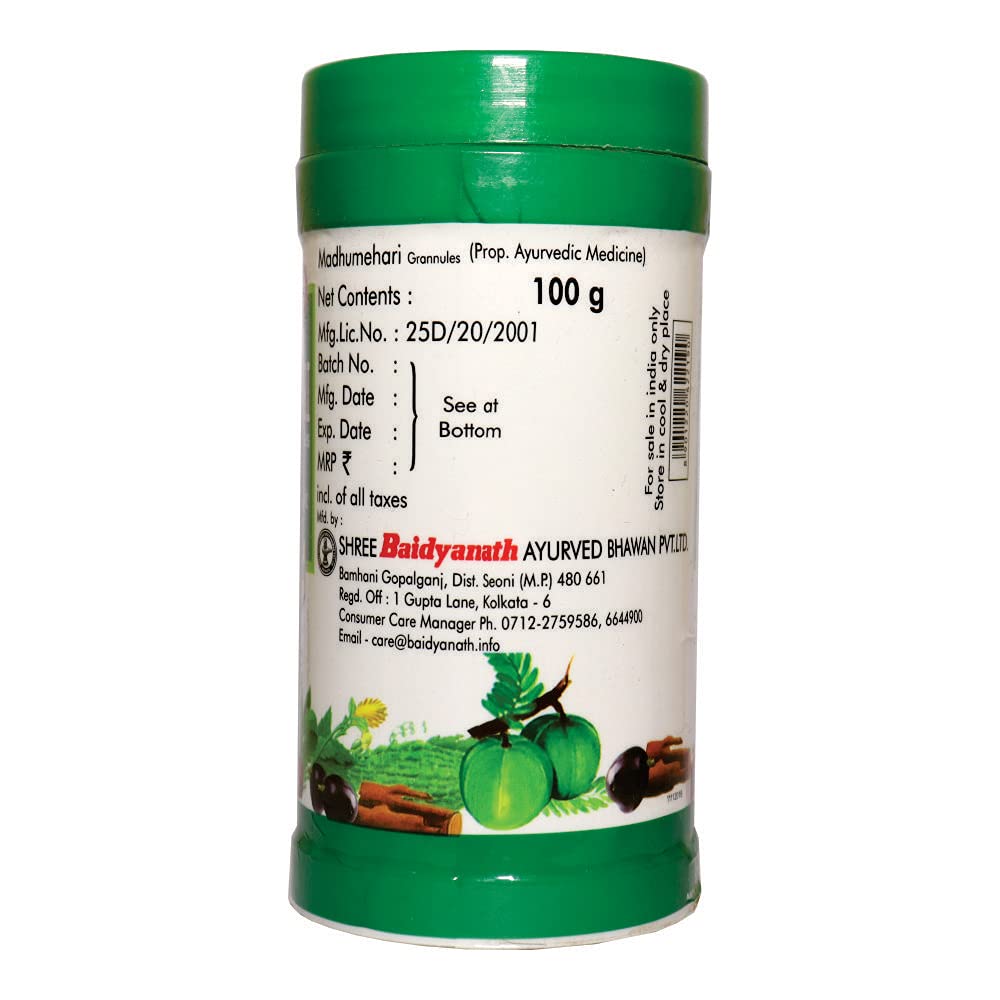 Madhumehari Grannules (Prop. Ayurvedic Medicine)
Net Contents : 100 g
Mfg.Lic.No. : 25D/20/2001
Batch No. :
Mfg. Date :
Exp. Date :
MRP ₹ :
See at
Bottom
incl. of all taxes
Mfd. by :
SHREE Baidyanath AYURVED BHAWAN PVT.LTD.
Bamhani Gopalganj, Dist. Seoni (M.P.) 480 661
Regd. Off : 1 Gupta Lane, Kolkata - 6
Consumer Care Manager Ph. 0712-2759586, 6644900
Email - care@baidyanath.info
For sale in india only
Store in cool & dry place